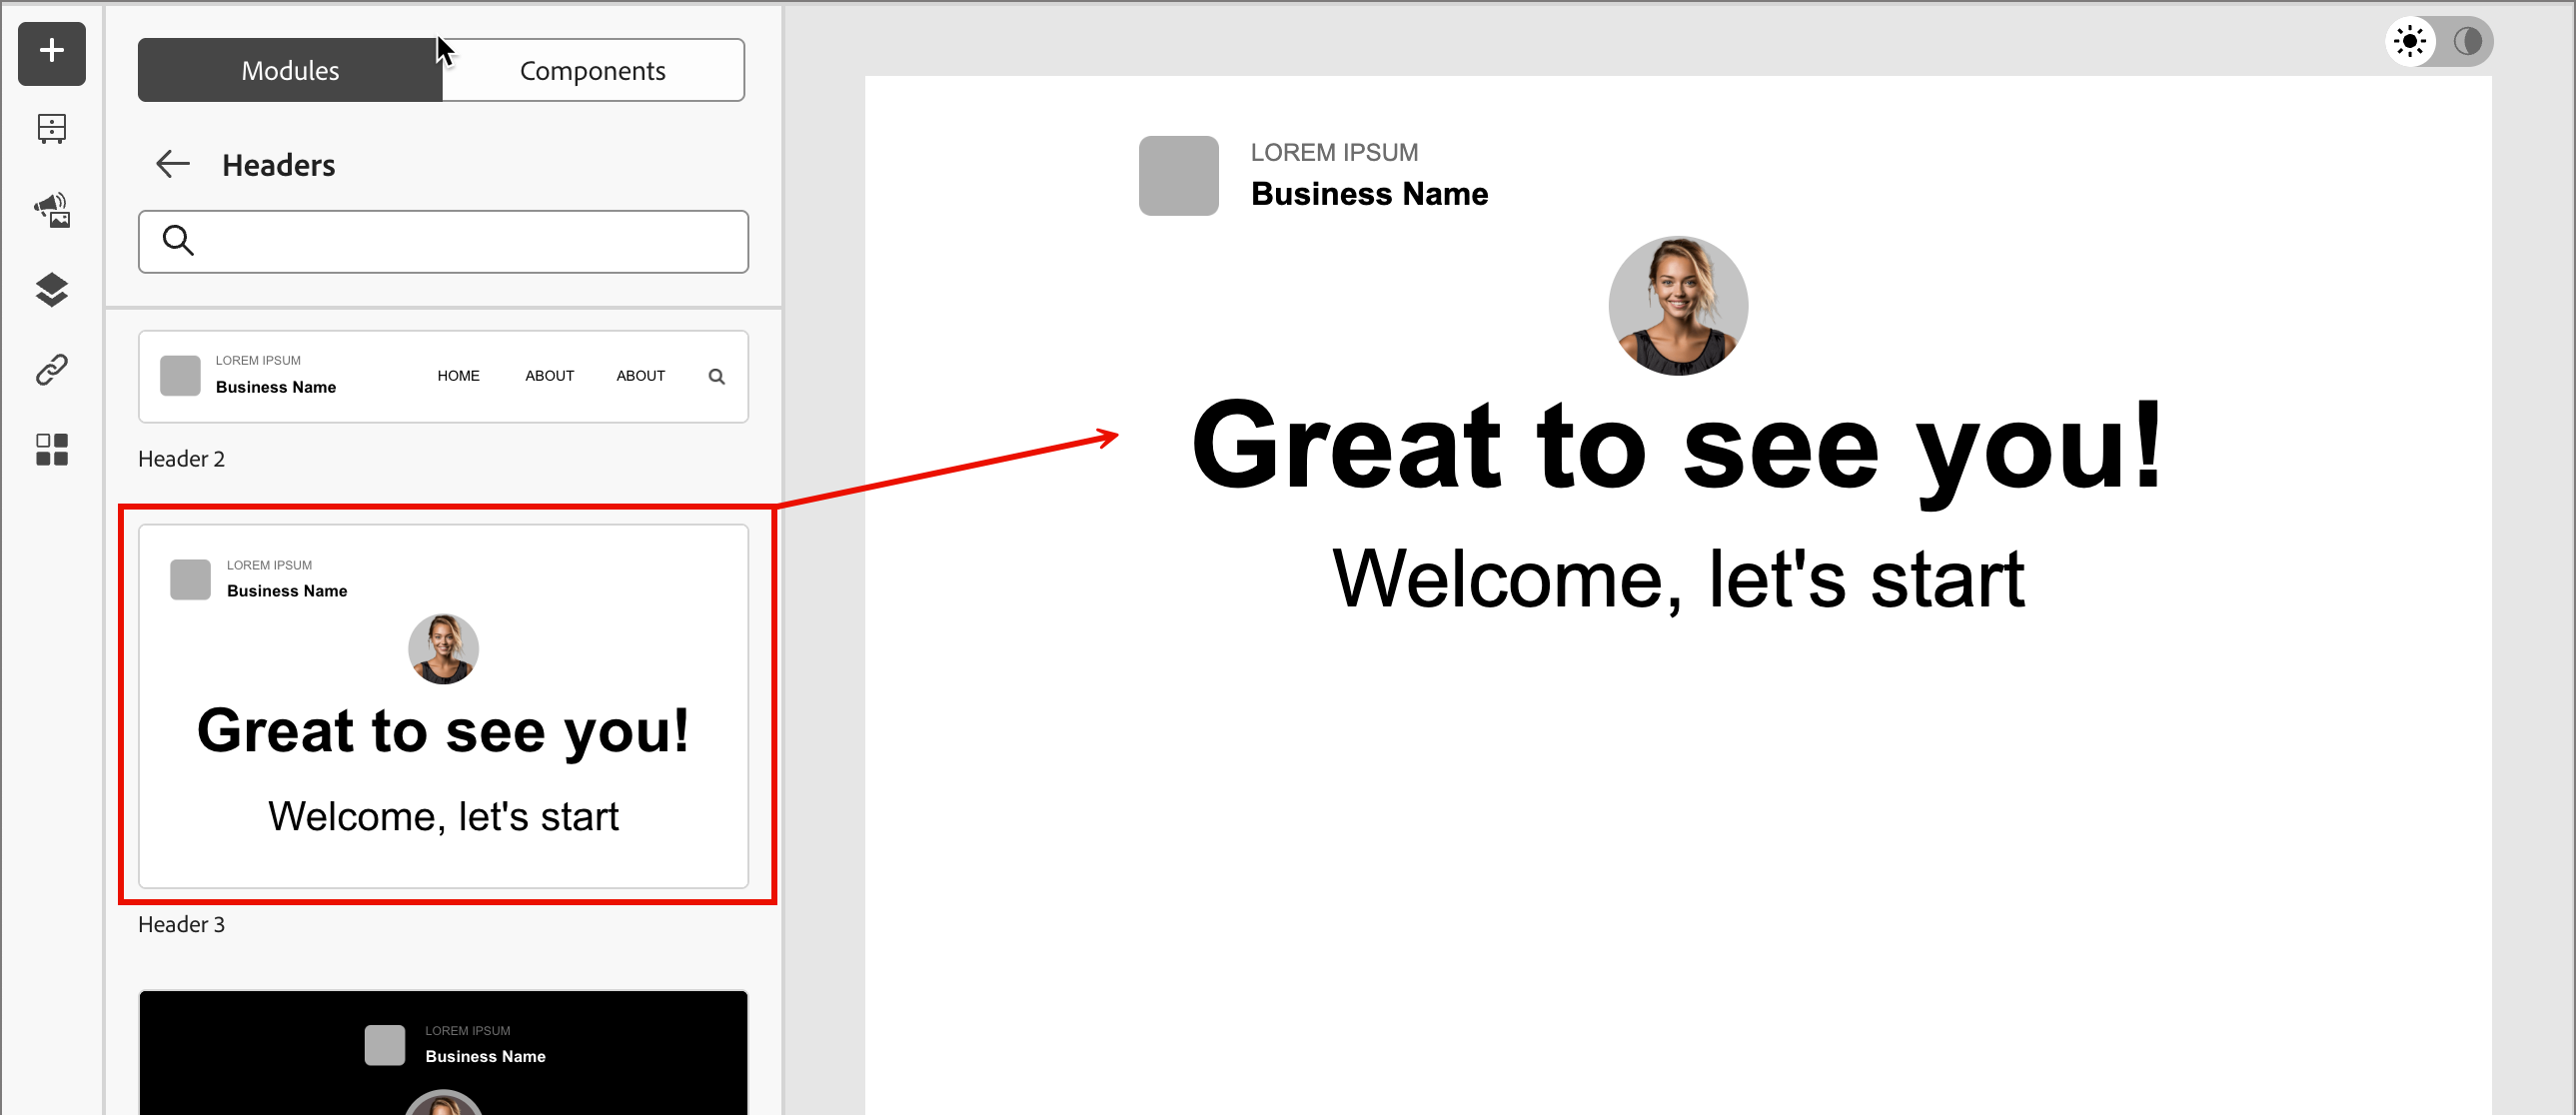 Modules
Components
Headers
LOREM IPSUM
Business Name
HOME
ABOUT
ABOUT
Header 2
LOREM IPSUM
Business Name
Great to see you!
Welcome, let's start
Header 3
LOREM IPSUM
Business Name
LOREM IPSUM
Business Name
Great to see you!
Welcome, let's start